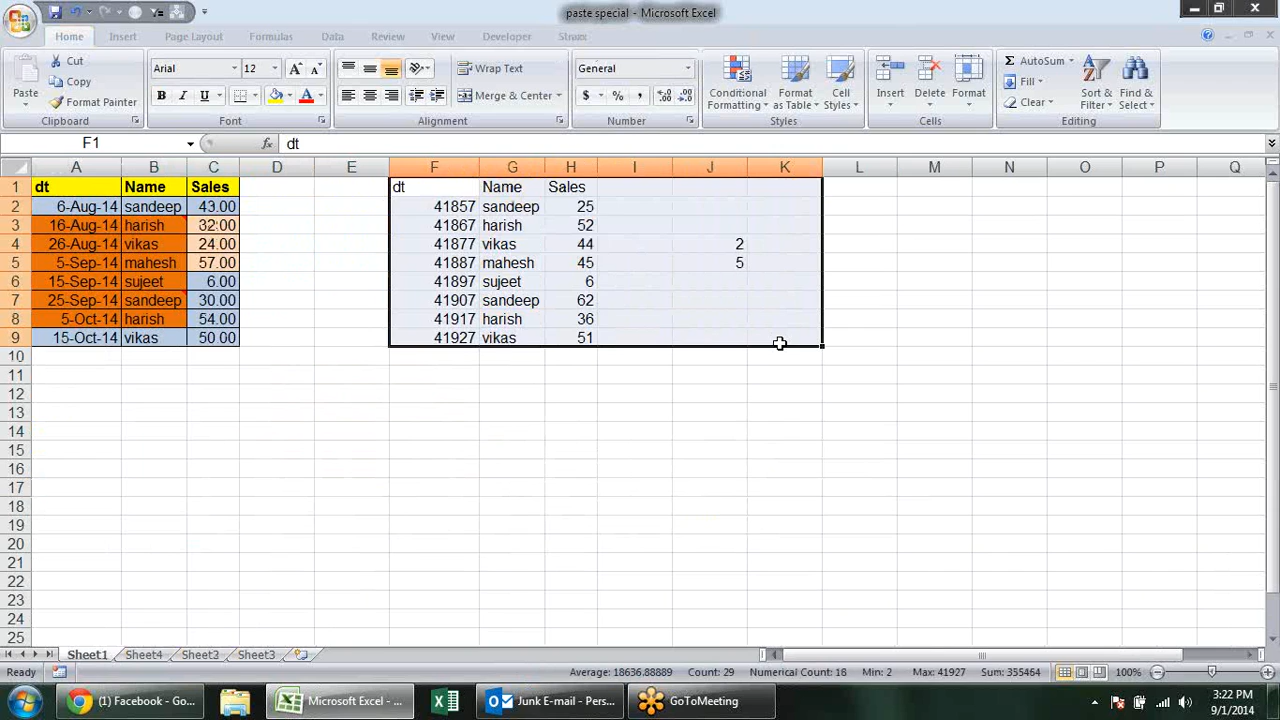 paste special - Microsoft Excel
Home Insert Page Layout Formulas Data Review View Developer Straxx
Paste
Cut
Copy
Format Painter
Clipboard
Arial 12
B I U
Font
Wrap Text
Merge & Center
Alignment
General
$ % , .0 .00 .00 .0
Number
Conditional Formatting
Format as Table
Cell Styles
Styles
Insert Delete Format
Cells
Σ AutoSum
Fill
Clear
Sort & Filter
Find & Select
Editing
F1 fx dt
A B C D E F G H I J K L M N O P Q
1 dt Name Sales dt Name Sales
2 6-Aug-14 sandeep 43.00 41857 sandeep 25
3 16-Aug-14 harish 32.00 41867 harish 52
4 26-Aug-14 vikas 24.00 41877 vikas 44 2
5 5-Sep-14 mahesh 57.00 41887 mahesh 45 5
6 15-Sep-14 sujeet 6.00 41897 sujeet 6
7 25-Sep-14 sandeep 30.00 41907 sandeep 62
8 5-Oct-14 harish 54.00 41917 harish 36
9 15-Oct-14 vikas 50.00 41927 vikas 51
10
11
12
13
14
15
16
17
18
19
20
21
22
23
24
25
Sheet1 Sheet4 Sheet2 Sheet3
Ready Average: 18636.88889 Count: 29 Numerical Count: 18 Min: 2 Max: 41927 Sum: 355464 100%
(1) Facebook - Go... Microsoft Excel - ... Junk E-mail - Pers... GoToMeeting
3:22 PM
9/1/2014